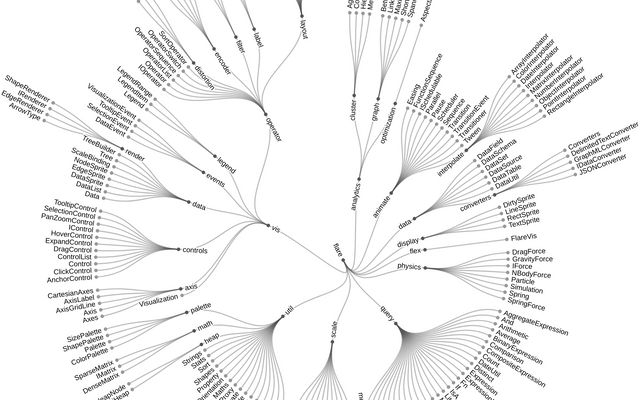 layout
label
filter
encoder
distortion
SortOperator
OperatorSwitch
OperatorSequence
OperatorList
Operator
IOperator
operator
LegendRange
LegendItem
Legend
legend
VisualizationEvent
TooltipEvent
SelectionEvent
DataEvent
events
ShapeRenderer
IRenderer
EdgeRenderer
ArrowType
render
TreeBuilder
Tree
ScaleBinding
NodeSprite
EdgeSprite
DataSprite
DataList
Data
data
vis
TooltipControl
SelectionControl
PanZoomControl
IControl
HoverControl
ExpandControl
DragControl
ControlList
Control
ClickControl
AnchorControl
controls
CartesianAxes
AxisLabel
AxisGridLine
Axis
Axes
axis
Visualization
palette
SizePalette
ShapePalette
Palette
ColorPalette
math
SparseMatrix
IMatrix
DenseMatrix
heap
Strings
Stats
Sort
Shapes
Property
Maths
util
scale
flare
cluster
graph
optimization
analytics
Easing
FunctionSequence
Schedulable
Parallel
Pause
Scheduler
Sequence
Transition
TransitionEvent
Transitioner
Tween
interpolate
ArrayInterpolator
ColorInterpolator
DateInterpolator
Interpolator
MatrixInterpolator
NumberInterpolator
ObjectInterpolator
PointInterpolator
RectangleInterpolator
animate
DataField
DataSchema
DataSet
DataSource
DataTable
DataUtil
converters
Converters
GraphMLConverter
IDataConverter
JSONConverter
data
DirtySprite
LineSprite
RectSprite
TextSprite
display
flex
FlareVis
DragForce
GravityForce
IForce
NBodyForce
Particle
Simulation
Spring
SpringForce
physics
query
AggregateExpression
And
Arithmetic
Average
BinaryExpression
Comparison
CompositeExpression
Count
DateUtil
Distinct
Expression